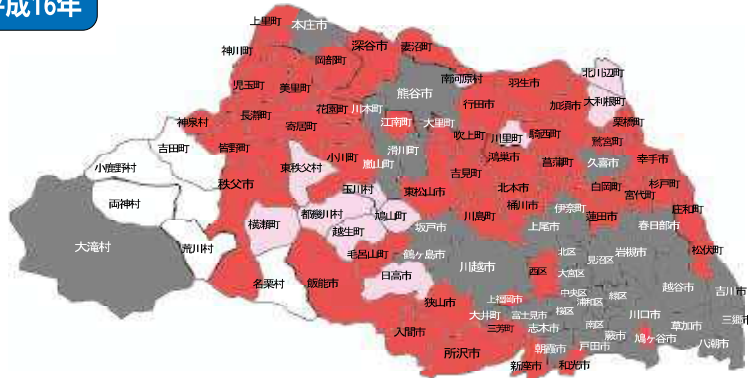 平成16年
上里町
本庄市
神川町
岡部町
深谷市
妻沼町
児玉町
美里町
熊谷市
南河原村
羽生市
北川辺町
大利根町
行田市
加須市
栗橋町
長瀞町
花園町
川本町
江南町
大里町
吹上町
川里町
騎西町
鷲宮町
神泉村
寄居町
吉田町
皆野町
滑川町
鴻巣市
菖蒲町
久喜市
幸手市
小鹿野村
東秩父村
小川町
嵐山町
吉見町
秩父市
玉川村
東松山市
北本市
白岡町
杉戸町
宮代町
両神村
桶川市
伊奈町
蓮田市
庄和町
横瀬町
都幾川村
鳩山町
川島町
上尾市
春日部市
越生町
坂戸市
大滝村
荒川村
毛呂山町
鶴ヶ島市
川越市
北区
見沼区
岩槻市
松伏町
西区
大宮区
日高市
名栗村
飯能市
狭山市
上福岡市
中央区
浦和区
緑区
越谷市
吉川市
大井町
富士見市
桜区
川口市
三郷市
入間市
三芳町
志木市
南区
蕨市
鳩ヶ谷市
草加市
八潮市
所沢市
朝霞市
戸田市
新座市
和光市